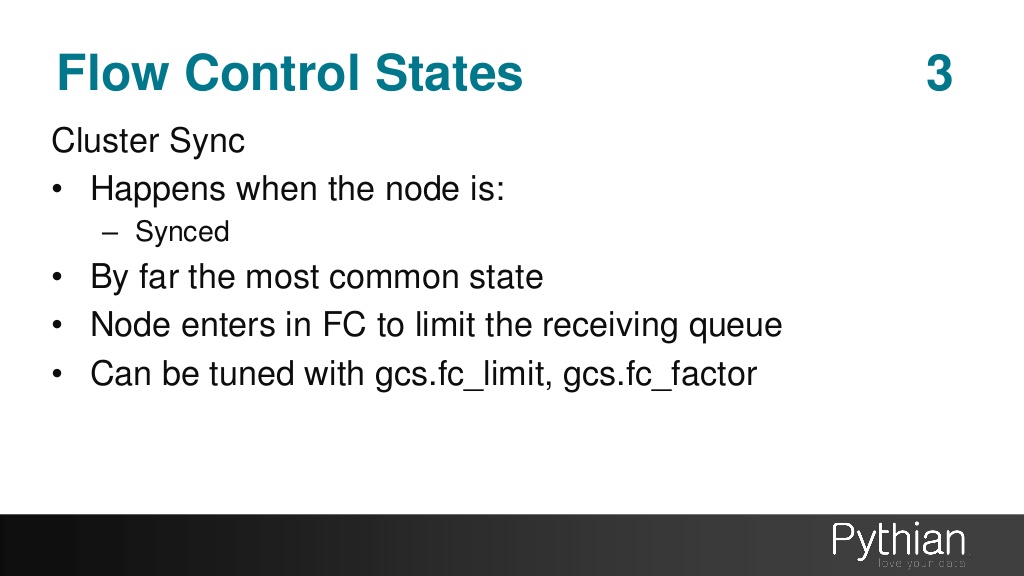 Flow Control States 3
Cluster Sync
• Happens when the node is:
– Synced
• By far the most common state
• Node enters in FC to limit the receiving queue
• Can be tuned with gcs.fc_limit, gcs.fc_factor
Pythian
love your data